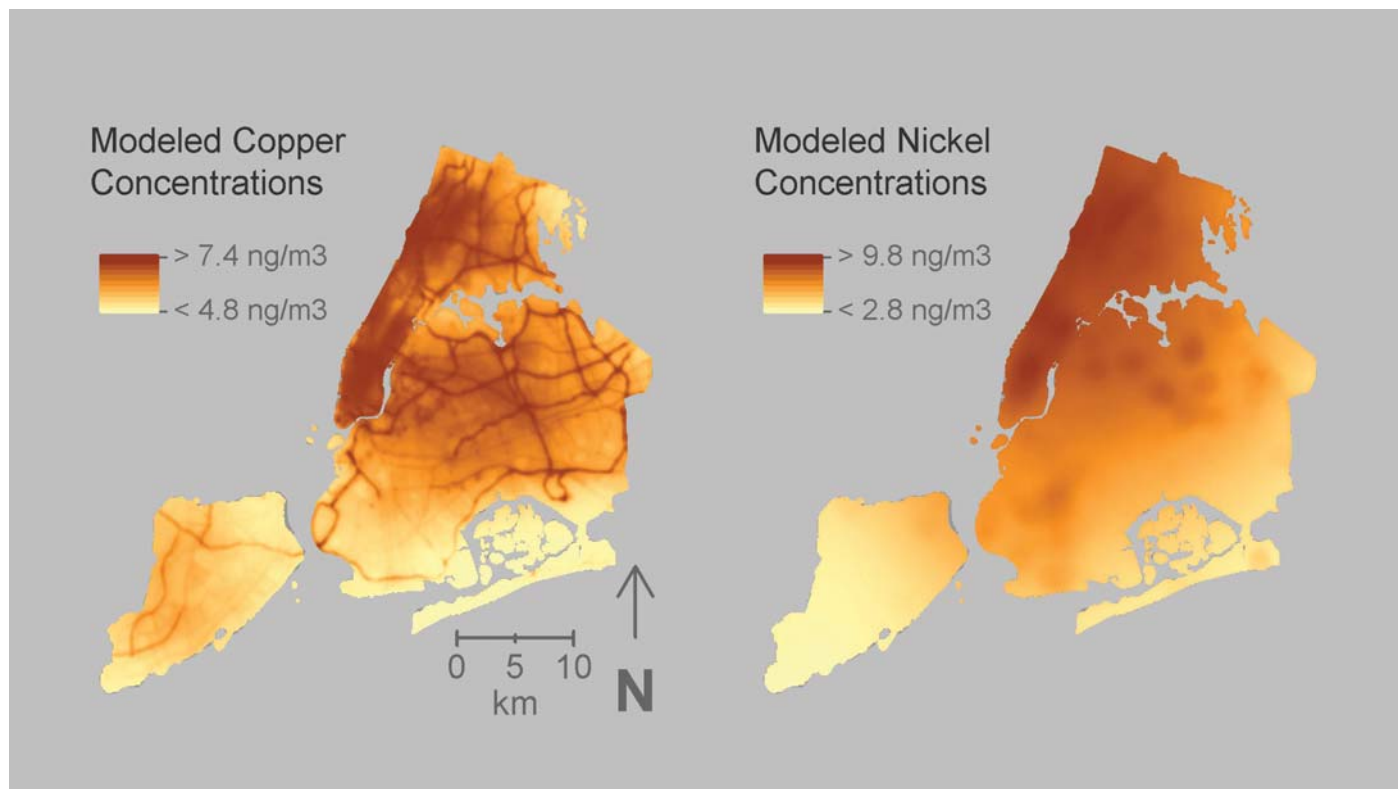 Modeled Copper
Concentrations
> 7.4 ng/m3
< 4.8 ng/m3
Modeled Nickel
Concentrations
> 9.8 ng/m3
< 2.8 ng/m3
0 5 10
km
N